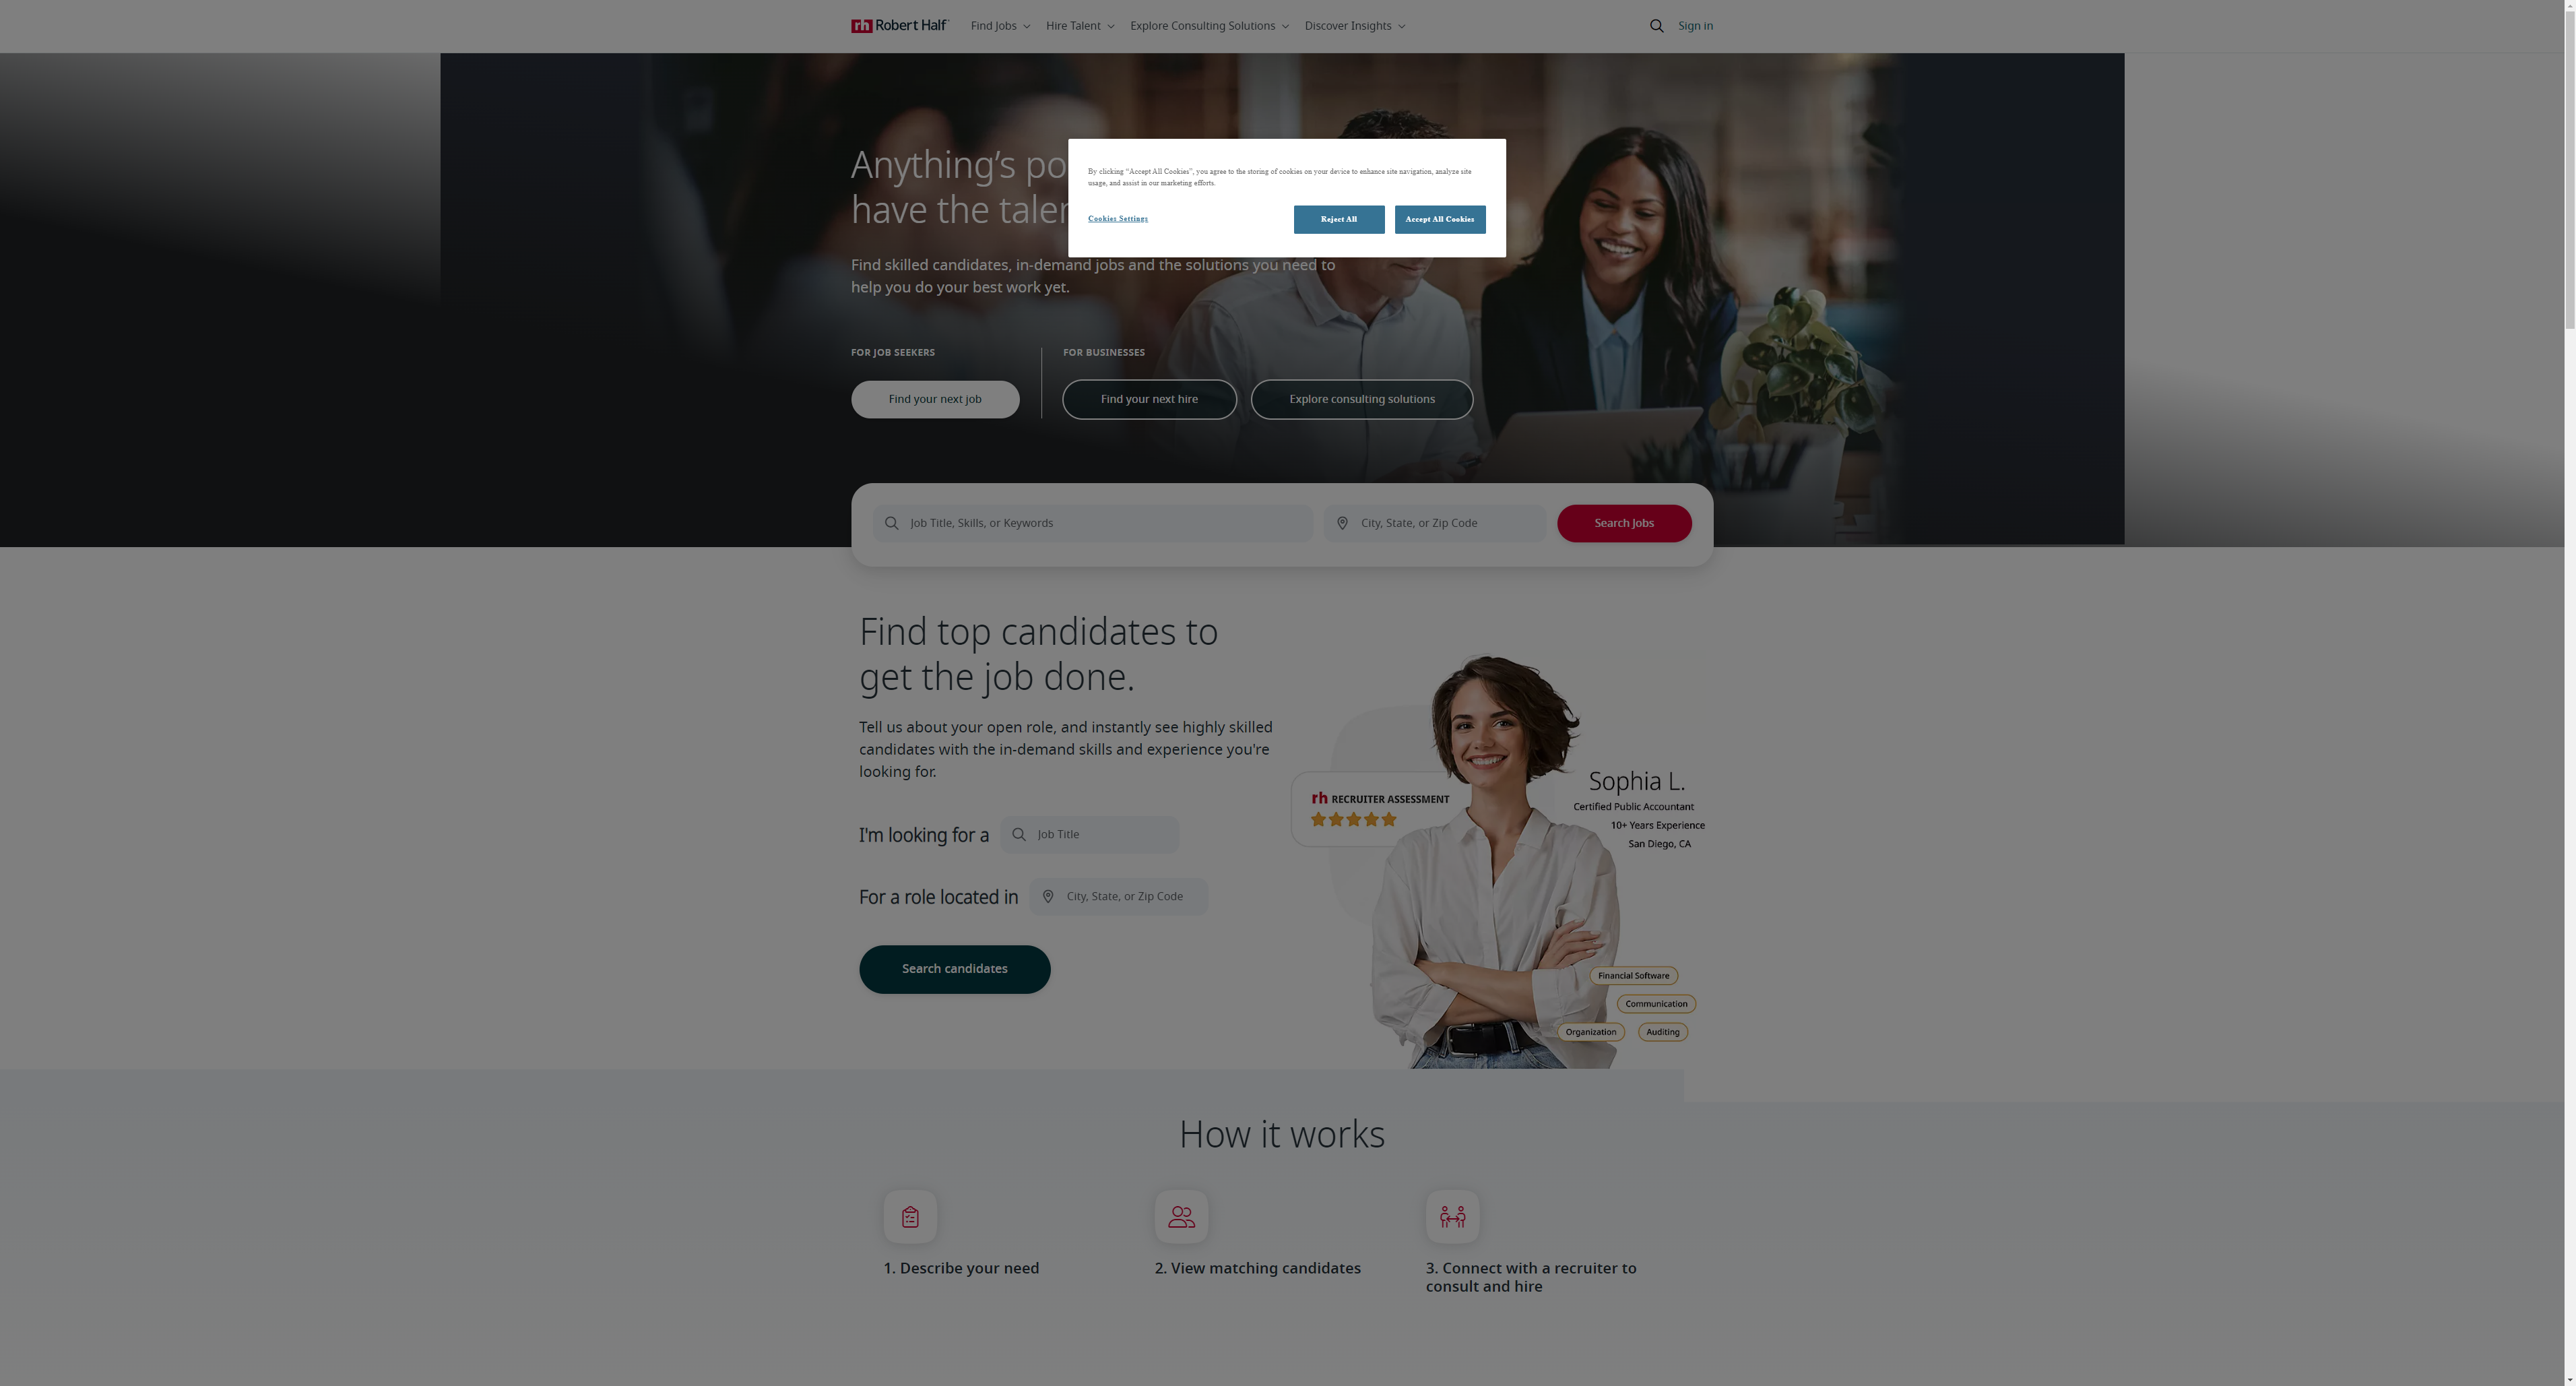 rh Robert Half
Find Jobs
Hire Talent
Explore Consulting Solutions
Discover Insights
Sign in
Anything's po
have the talen
By clicking “Accept All Cookies”, you agree to the storing of cookies on your device to enhance site navigation, analyze site
usage, and assist in our marketing efforts.
Cookies Settings
Reject All
Accept All Cookies
Find skilled candidates, in-demand jobs and the solutions you need to
help you do your best work yet.
FOR JOB SEEKERS
FOR BUSINESSES
Find your next job
Find your next hire
Explore consulting solutions
Job Title, Skills, or Keywords
City, State, or Zip Code
Search Jobs
Find top candidates to
get the job done.
Tell us about your open role, and instantly see highly skilled
candidates with the in-demand skills and experience you're
looking for.
I'm looking for a
Job Title
For a role located in
City, State, or Zip Code
Search candidates
rh RECRUITER ASSESSMENT
Sophia L.
Certified Public Accountant
10+ Years Experience
San Diego, CA
Financial Software
Communication
Organization
Auditing
How it works
1. Describe your need
2. View matching candidates
3. Connect with a recruiter to
consult and hire